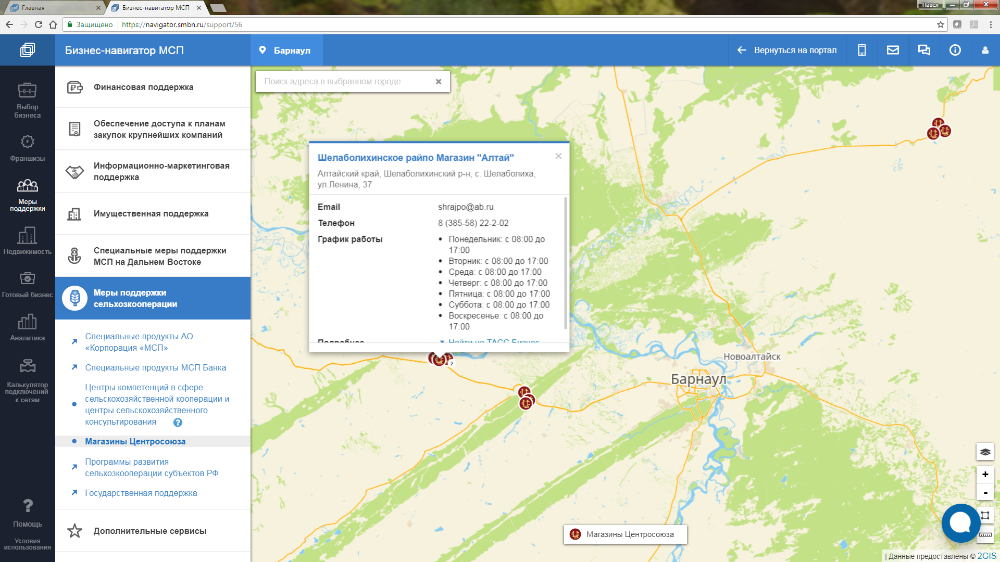 Главная
Бизнес-навигатор МСП
Павел
Защищено
https://navigator.smbn.ru/support/56
Бизнес-навигатор МСП
Барнаул
Вернуться на портал
Выбор
бизнеса
Франшизы
Меры
поддержки
Недвижимость
Готовый бизнес
Аналитика
Калькулятор
подключений
к сетям
Помощь
Условия
использования
Финансовая поддержка
Обеспечение доступа к планам
закупок крупнейших компаний
Информационно-маркетинговая
поддержка
Имущественная поддержка
Специальные меры поддержки
МСП на Дальнем Востоке
Меры поддержки
сельхозкооперации
Специальные продукты АО
«Корпорация «МСП»
Специальные продукты МСП Банка
Центры компетенций в сфере
сельскохозяйственной кооперации и
центры сельскохозяйственного
консультирования ?
Магазины Центросоюза
Программы развития
сельхозкооперации субъектов РФ
Государственная поддержка
Дополнительные сервисы
Поиск адреса в выбранном городе
Шелаболихинское райпо Магазин "Алтай"
Алтайский край, Шелаболихинский р-н, с. Шелаболиха,
ул.Ленина, 37
Email shrajpo@ab.ru
Телефон 8 (385-58) 22-2-02
График работы
• Понедельник: с 08:00 до
17:00
• Вторник: с 08:00 до 17:00
• Среда: с 08:00 до 17:00
• Четверг: с 08:00 до 17:00
• Пятница: с 08:00 до 17:00
• Суббота: с 08:00 до 17:00
• Воскресенье: с 08:00 до
17:00
Подробнее Найти на ТАСС Бизнес
2
Новоалтайск
Барнаул
+
-
Магазины Центросоюза
| Данные предоставлены © 2GIS